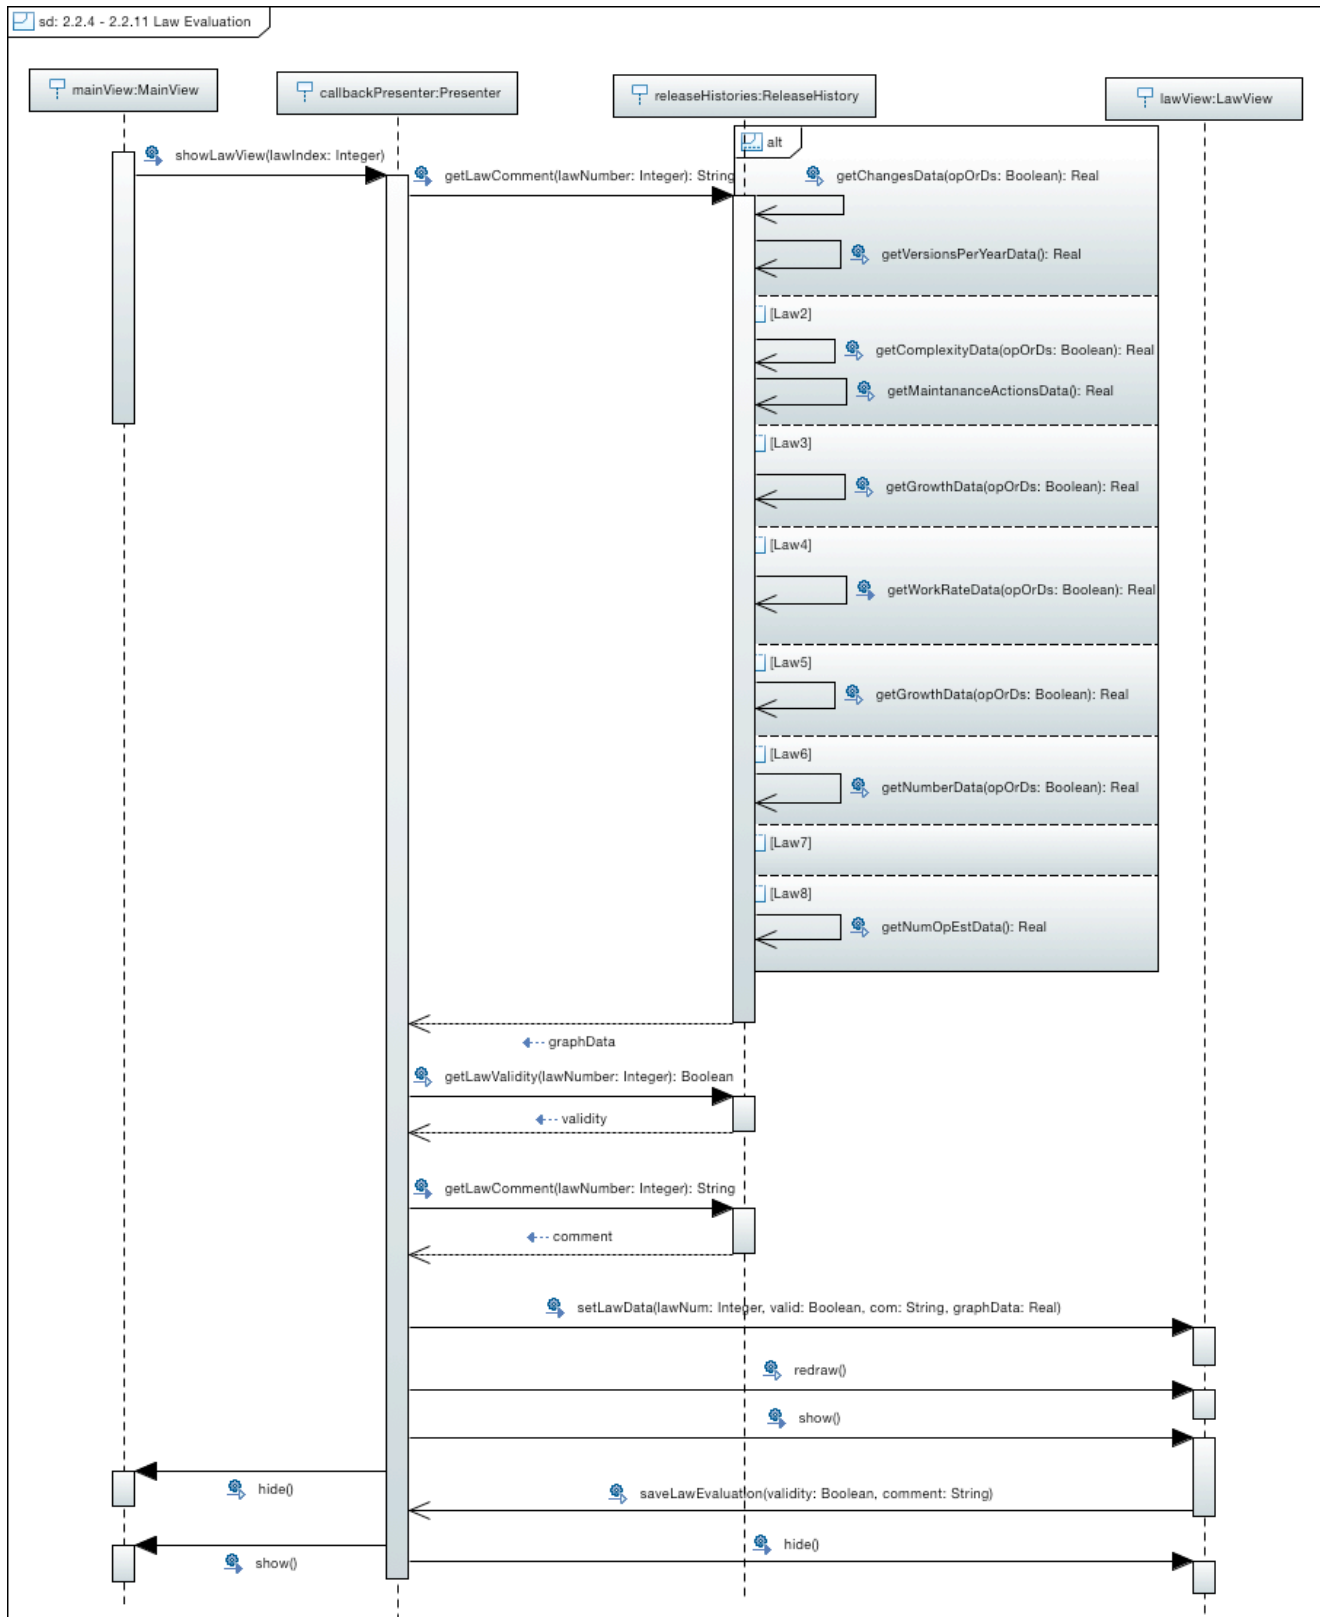 sd: 2.2.4 - 2.2.11 Law Evaluation
mainView:MainView
callbackPresenter:Presenter
releaseHistories:ReleaseHistory
lawView:LawView
alt
showLawView(lawIndex: Integer)
getLawComment(lawNumber: Integer): String
getChangesData(opOrDs: Boolean): Real
getVersionsPerYearData(): Real
[Law2]
getComplexityData(opOrDs: Boolean): Real
getMaintananceActionsData(): Real
[Law3]
getGrowthData(opOrDs: Boolean): Real
[Law4]
getWorkRateData(opOrDs: Boolean): Real
[Law5]
getGrowthData(opOrDs: Boolean): Real
[Law6]
getNumberData(opOrDs: Boolean): Real
[Law7]
[Law8]
getNumOpEstData(): Real
graphData
getLawValidity(lawNumber: Integer): Boolean
validity
getLawComment(lawNumber: Integer): String
comment
setLawData(lawNum: Integer, valid: Boolean, com: String, graphData: Real)
redraw()
show()
hide()
saveLawEvaluation(validity: Boolean, comment: String)
hide()
show()